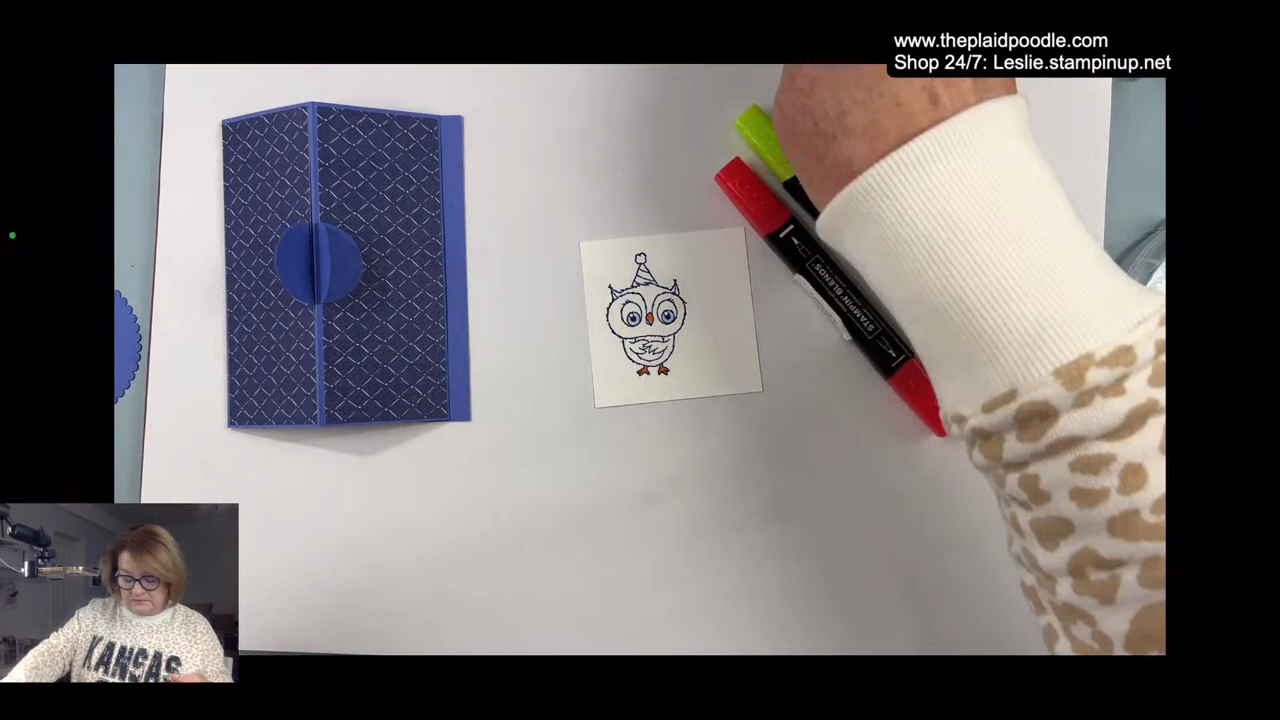 www.theplaidpoodle.com
Shop 24/7: Leslie.stampinup.net
STAMPIN' BLENDS
KANSAS